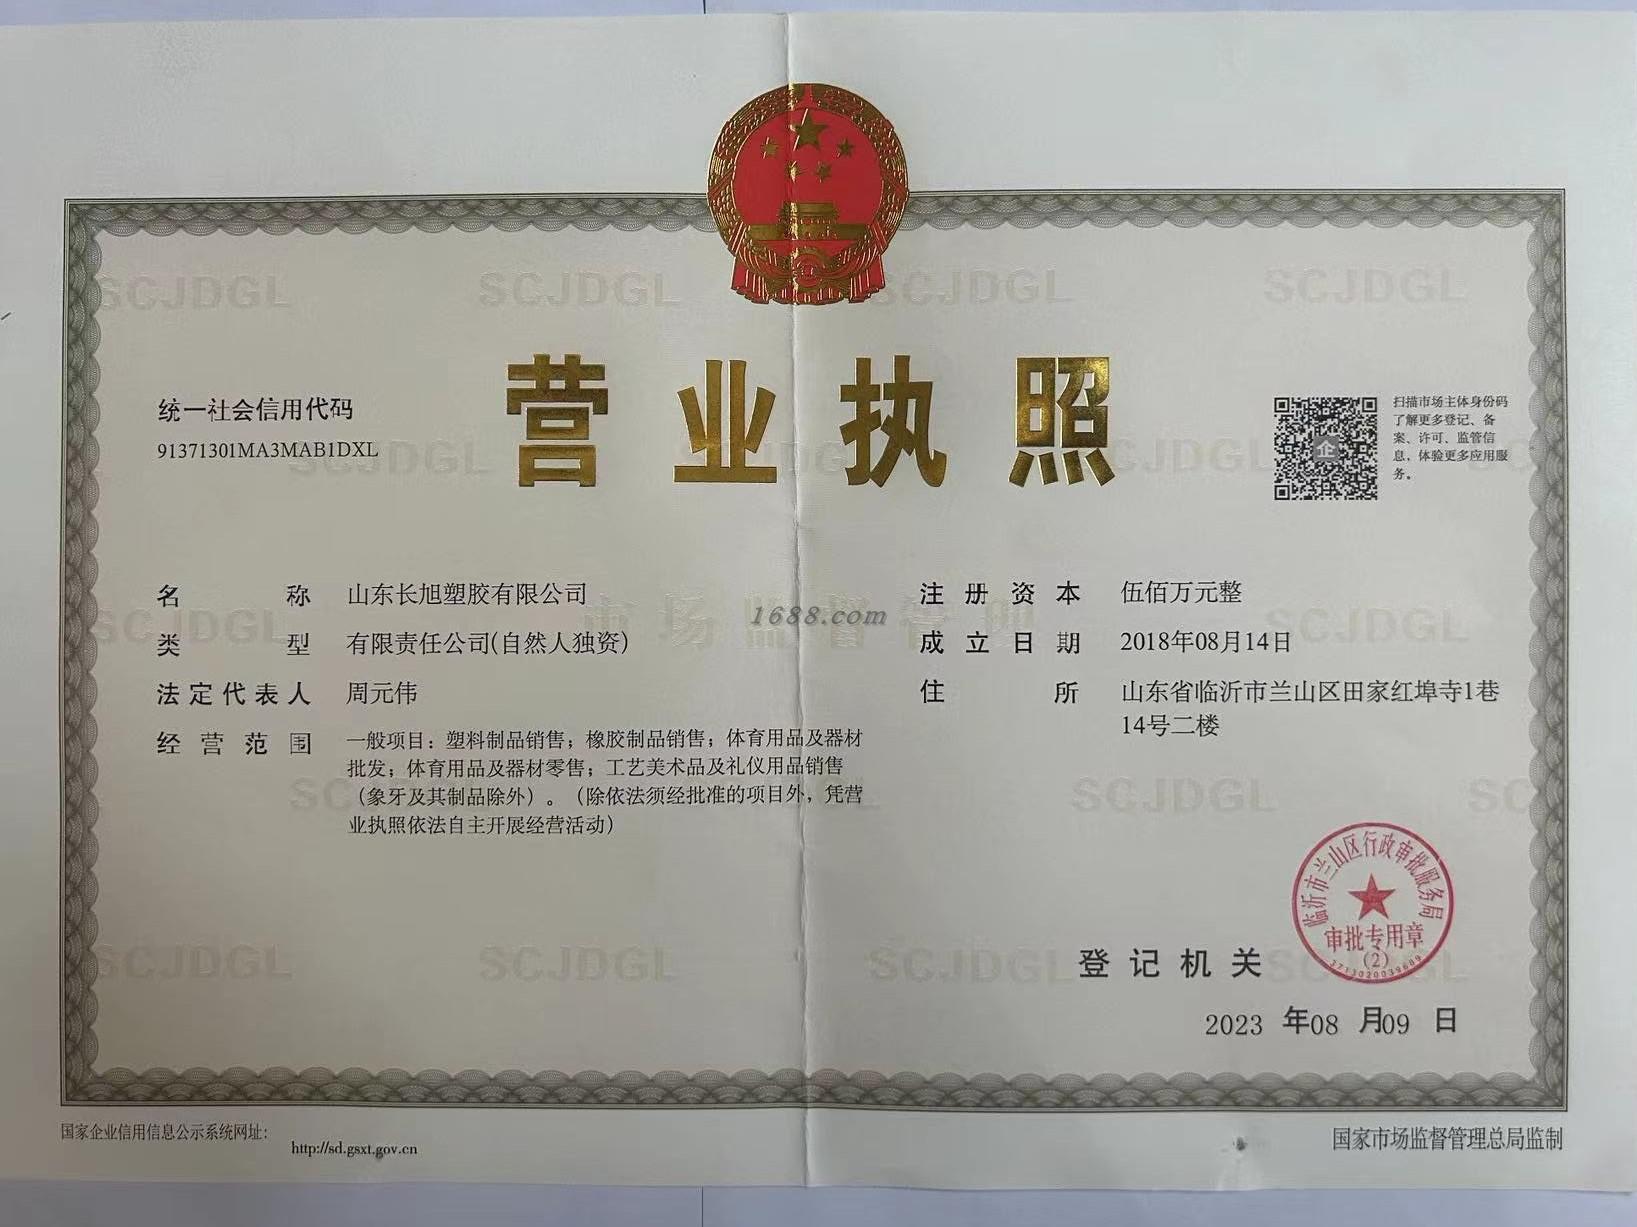 营业执照
统一社会信用代码
91371301MA3MAB1DXL
扫描市场主体身份码
了解更多登记、备
案、许可、监管信
息，体验更多应用服
务。
名称 山东长旭塑胶有限公司
类型 有限责任公司(自然人独资)
法定代表人 周元伟
经营范围 一般项目：塑料制品销售；橡胶制品销售；体育用品及器材
批发；体育用品及器材零售；工艺美术品及礼仪用品销售
（象牙及其制品除外）。（除依法须经批准的项目外，凭营
业执照依法自主开展经营活动）
注册资本 伍佰万元整
成立日期 2018年08月14日
住所 山东省临沂市兰山区田家红埠寺1巷
14号二楼
1688.com
市场监督管理
SCJDGL SCJDGL SCJDGL SCJDGL
登记机关
临沂市兰山区行政审批服务局
审批专用章
(2)
3713020039689
2023 年08 月09 日
国家企业信用信息公示系统网址：
http://sd.gsxt.gov.cn
国家市场监督管理总局监制